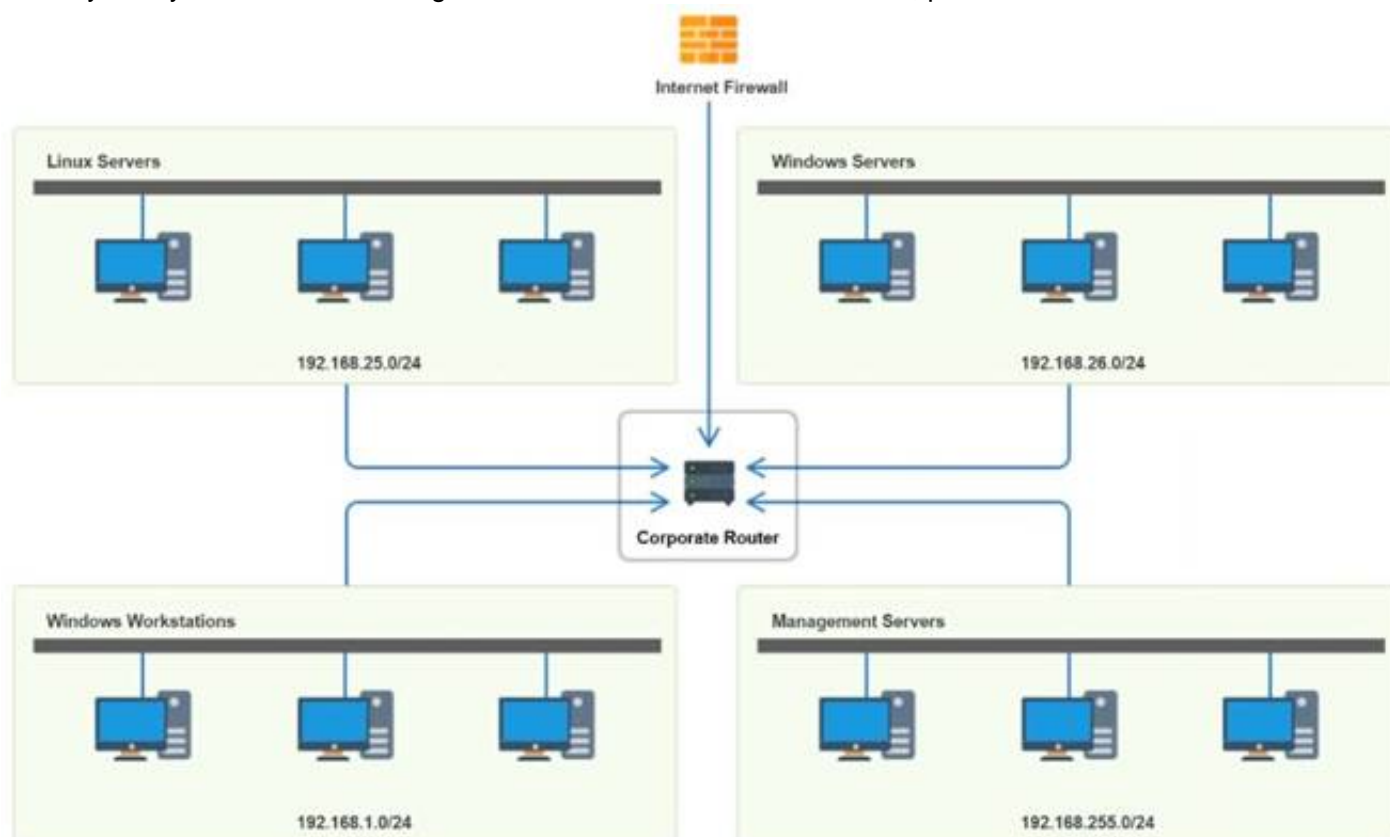 Internet Firewall
Linux Servers
Windows Servers
192.168.25.0/24
192.168.26.0/24
Corporate Router
Windows Workstations
Management Servers
192.168.1.0/24
192.168.255.0/24